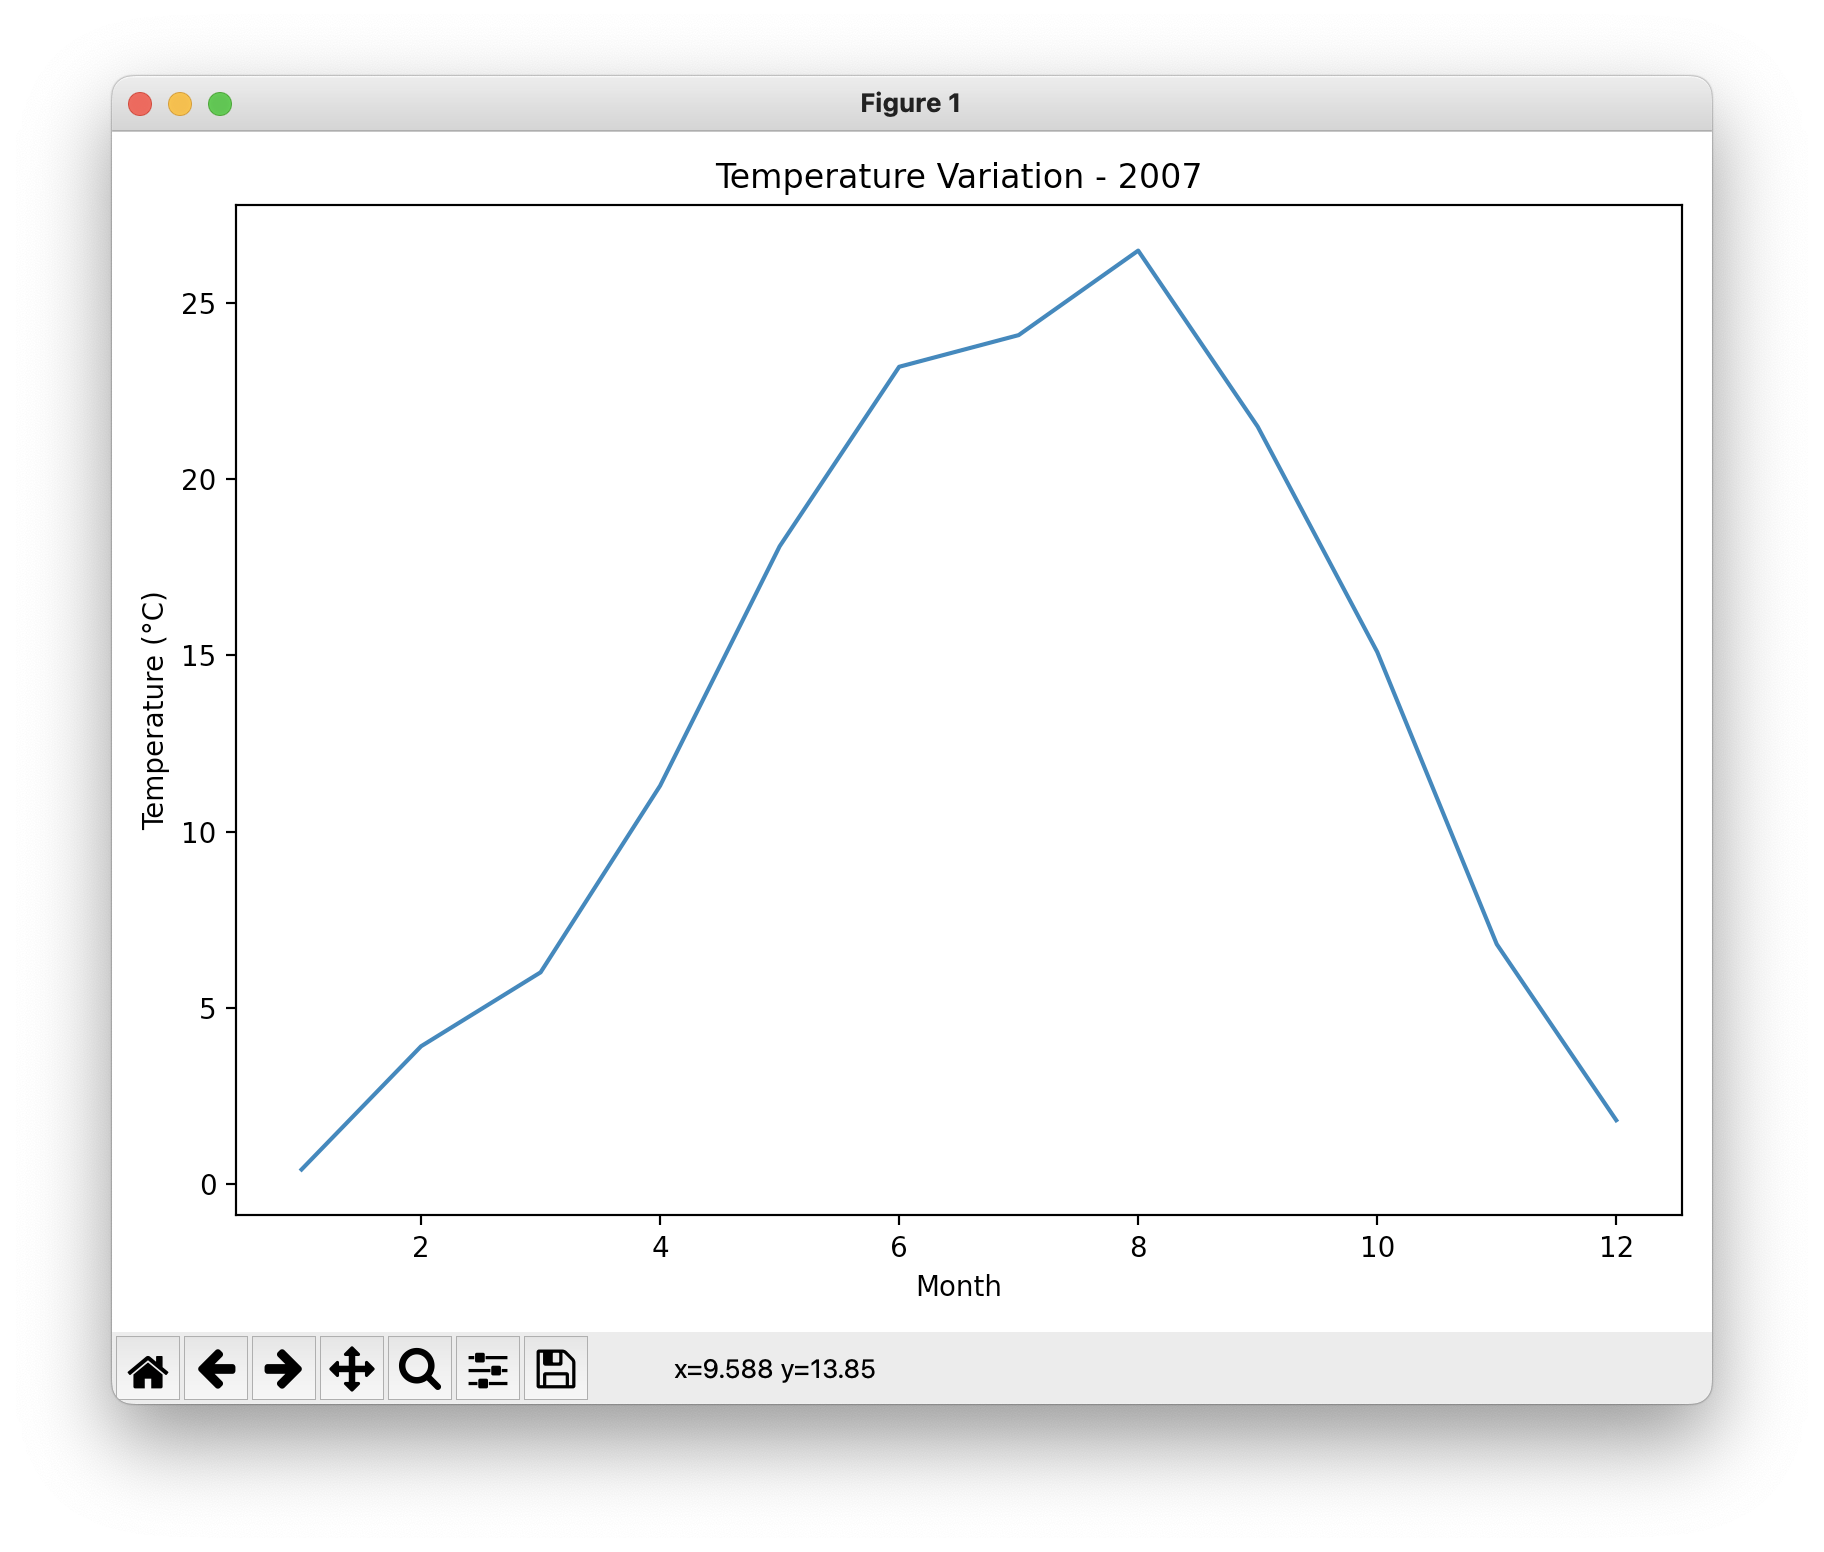 Figure 1
Temperature Variation - 2007
Temperature (°C)
25
20
15
10
5
0
2 4 6 8 10 12
Month
x=9.588 y=13.85